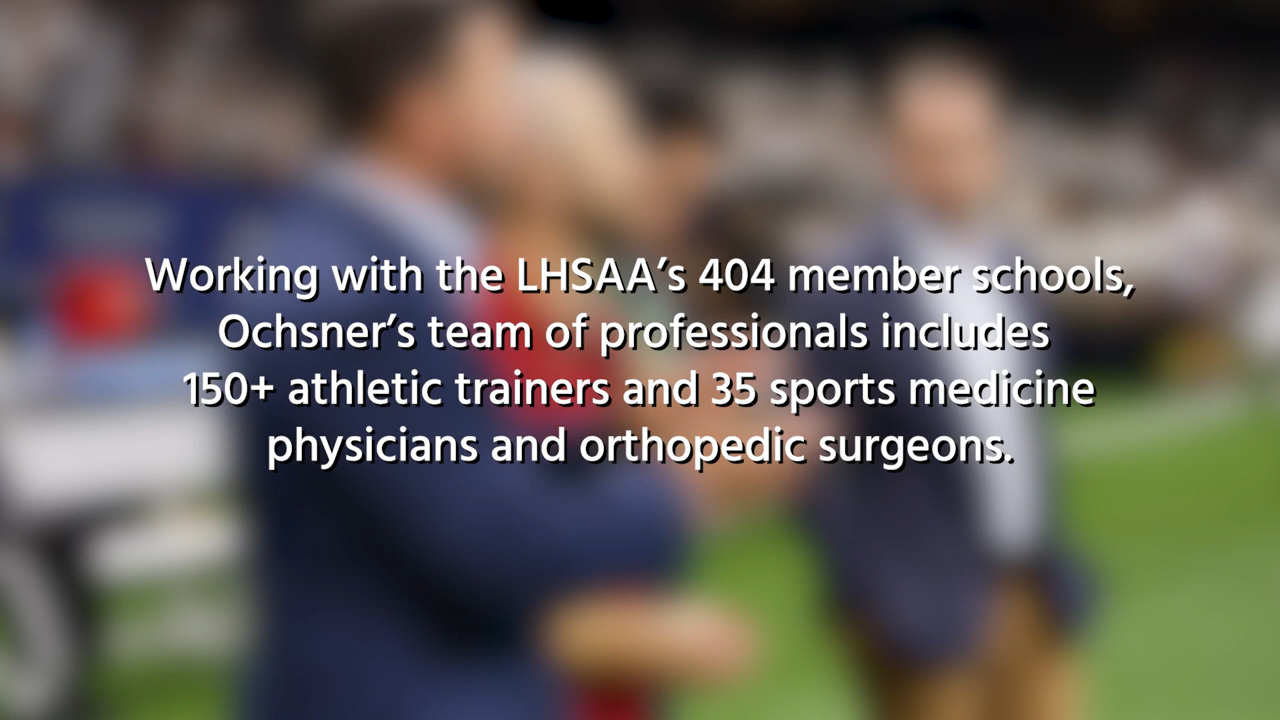 Working with the LHSAA’s 404 member schools,
Ochsner’s team of professionals includes
150+ athletic trainers and 35 sports medicine
physicians and orthopedic surgeons.